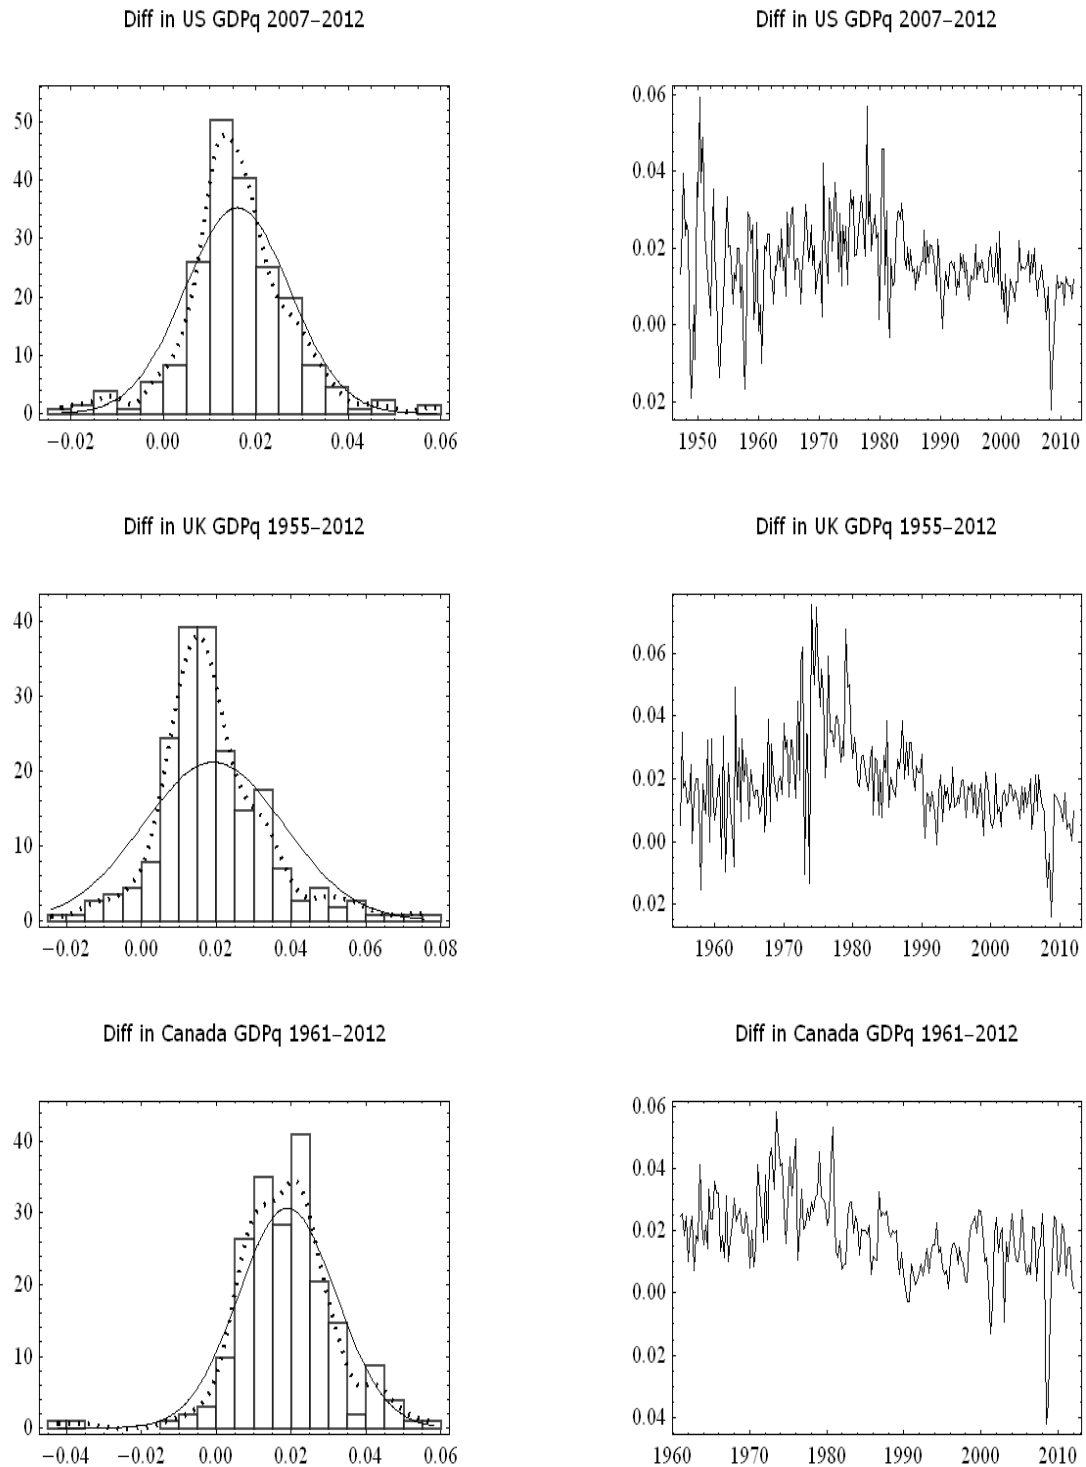 Diff in US GDPq 2007–2012
Diff in US GDPq 2007–2012
50
40
30
20
10
0
−0.02 0.00 0.02 0.04 0.06
0.06
0.04
0.02
0.00
0.02
1950 1960 1970 1980 1990 2000 2010
Diff in UK GDPq 1955–2012
Diff in UK GDPq 1955–2012
40
30
20
10
0
−0.02 0.00 0.02 0.04 0.06 0.08
0.06
0.04
0.02
0.00
0.02
1960 1970 1980 1990 2000 2010
Diff in Canada GDPq 1961–2012
Diff in Canada GDPq 1961–2012
40
30
20
10
0
−0.04 −0.02 0.00 0.02 0.04 0.06
0.06
0.04
0.02
0.00
0.02
0.04
1960 1970 1980 1990 2000 2010